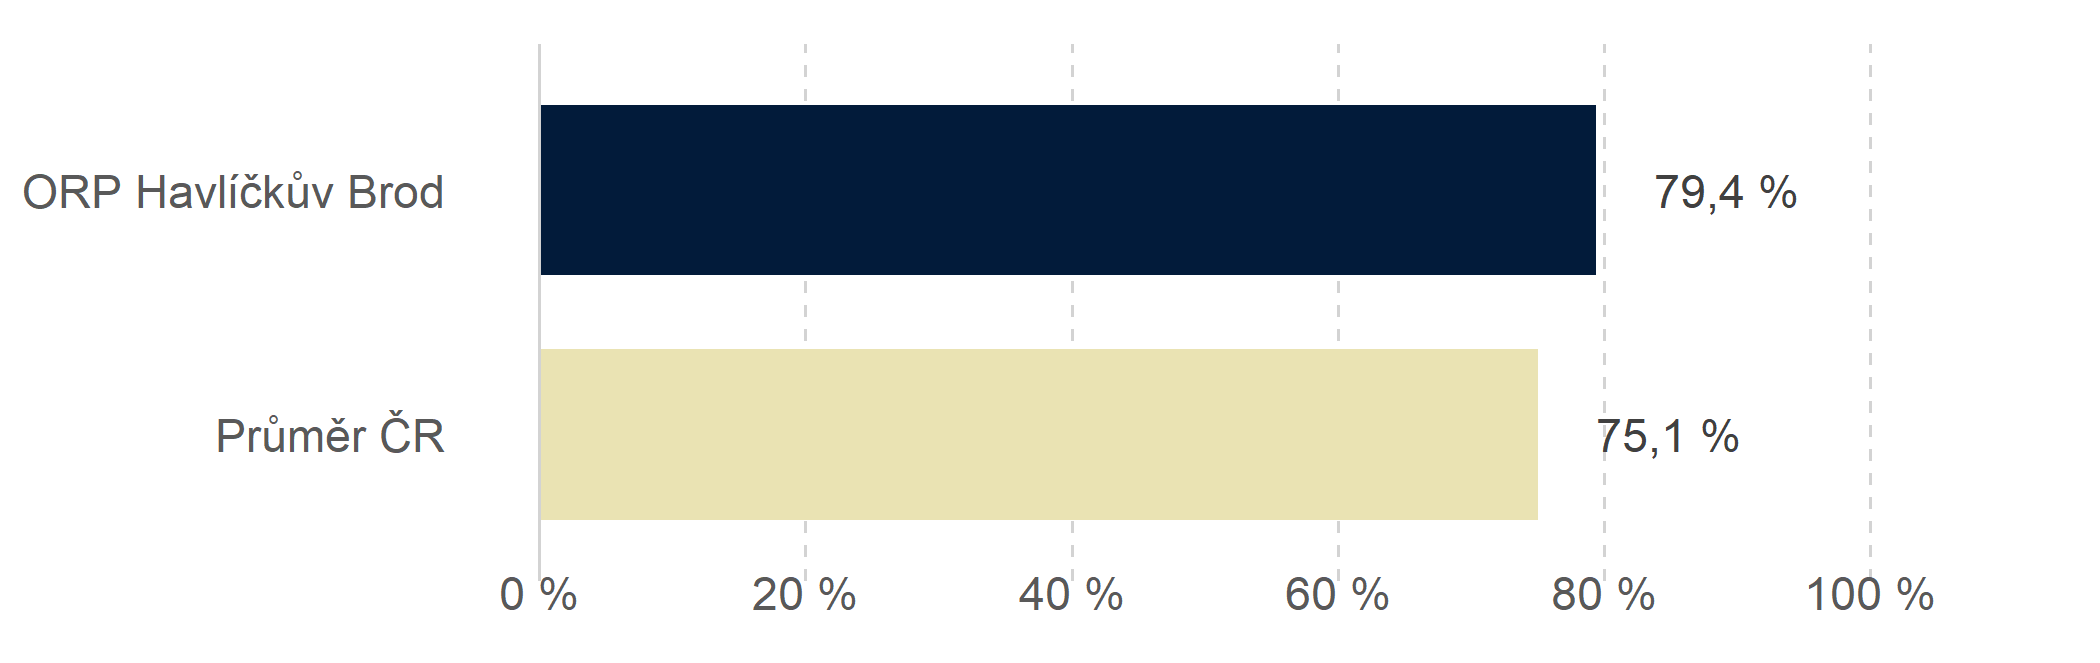 ORP Havlíčkův Brod
79,4 %
Průměr ČR
75,1 %
0 % 20 % 40 % 60 % 80 % 100 %